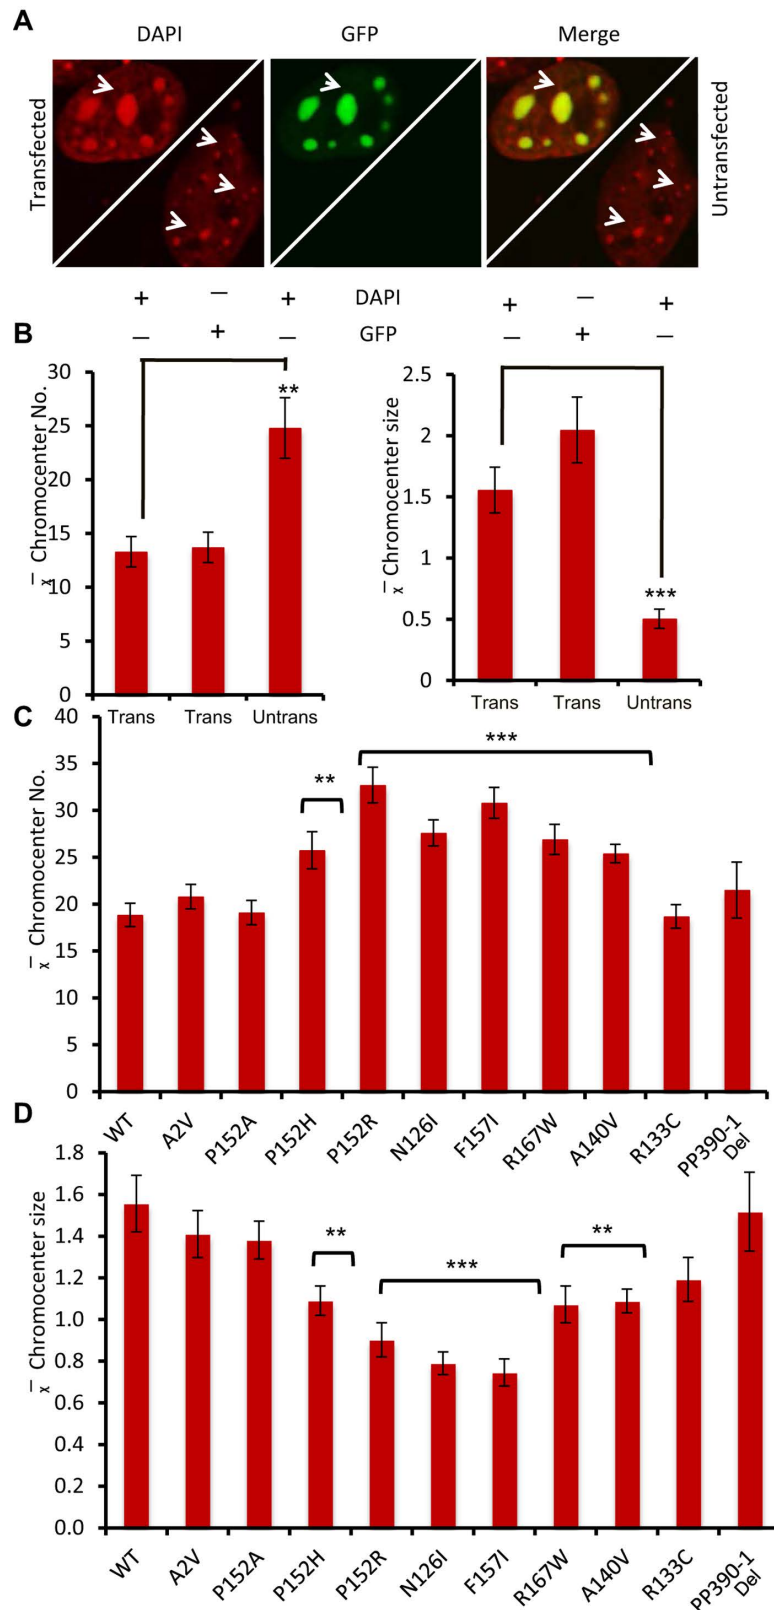 A
DAPI GFP Merge
Transfected
Untransfected
+ — + DAPI + — +
— + — GFP — + —
B
χ̅ Chromocenter No.
30
25
20
15
10
5
0
**
Trans Trans Untrans
χ̅ Chromocenter size
2.5
2
1.5
1
0.5
0
***
Trans Trans Untrans
C
χ̅ Chromocenter No.
40
35
30
25
20
15
10
5
0
** ***
WT A2V P152A P152H P152R N126I F157I R167W A140V R133C PP390-1 Del
D
χ̅ Chromocenter size
1.8
1.6
1.4
1.2
1.0
0.8
0.6
0.4
0.2
0.0
** *** **
WT A2V P152A P152H P152R N126I F157I R167W A140V R133C PP390-1 Del